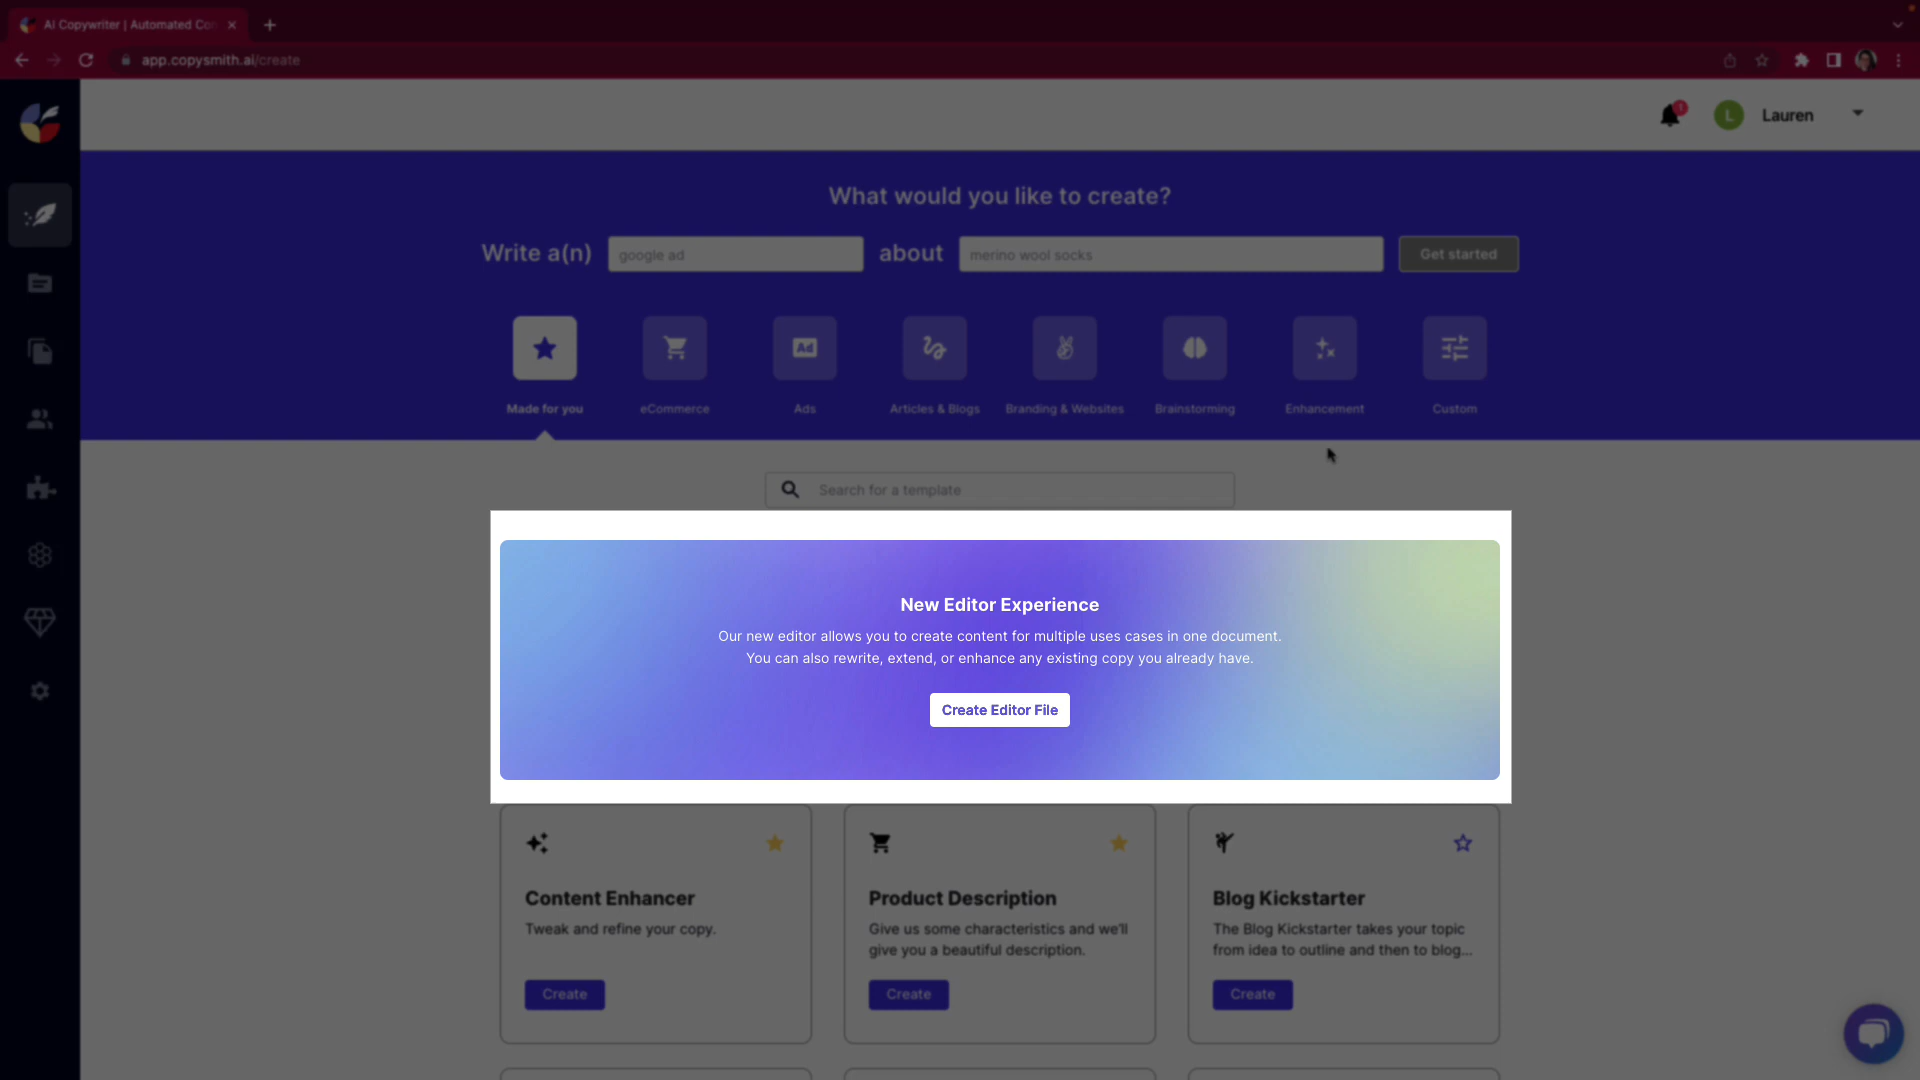 AI Copywriter | Automated Con
app.copysmith.ai/create
1
L
Lauren
What would you like to create?
Write a(n) google ad about merino wool socks Get started
Ad
Made for you eCommerce Ads Articles & Blogs Branding & Websites Brainstorming Enhancement Custom
Search for a template
New Editor Experience
Our new editor allows you to create content for multiple uses cases in one document.
You can also rewrite, extend, or enhance any existing copy you already have.
Create Editor File
Content Enhancer
Tweak and refine your copy.
Create
Product Description
Give us some characteristics and we'll
give you a beautiful description.
Create
Blog Kickstarter
The Blog Kickstarter takes your topic
from idea to outline and then to blog...
Create